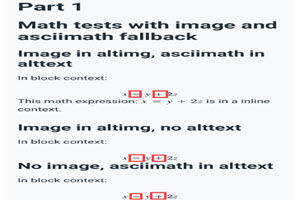 Part 1
Math tests with image and
asciimath fallback
Image in altimg, asciimath in
alttext
In block context:
x = y + 2z
This math expression: x = y + 2z is in a inline
context.
Image in altimg, no alttext
In block context:
x = y + 2z
No image, asciimath in alttext
In block context:
x = y + 2z